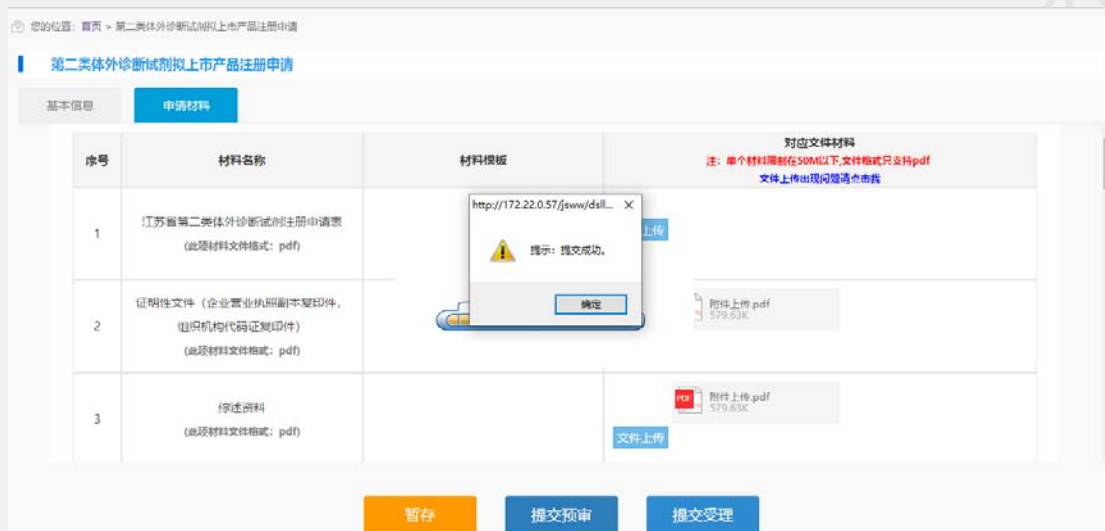 您的位置：首页 > 第二类体外诊断试剂拟上市产品注册申请
第二类体外诊断试剂拟上市产品注册申请
基本信息
申请材料
序号
材料名称
材料模板
对应文件材料
注：单个材料限制在50M以下,文件格式只支持pdf
文件上传出现问题请点击我
1
江苏省第二类体外诊断试剂注册申请表
(此项材料文件格式：pdf)
上传
http://172.22.0.57/jsww/dsll...
提示：提交成功。
确定
2
证明性文件（企业营业执照副本复印件，
组织机构代码证复印件）
(此项材料文件格式：pdf)
附件上传.pdf
579.63K
3
综述资料
(此项材料文件格式：pdf)
PDF
附件上传.pdf
579.63K
文件上传
暂存
提交预审
提交受理